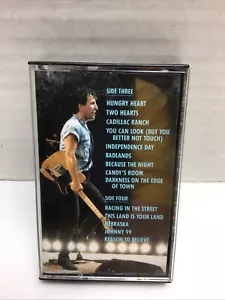 SIDE THREE
HUNGRY HEART
TWO HEARTS
CADILLAC RANCH
YOU CAN LOOK (BUT YOU
BETTER NOT TOUCH)
INDEPENDENCE DAY
BADLANDS
BECAUSE THE NIGHT
CANDY'S ROOM
DARKNESS ON THE EDGE
OF TOWN
SIDE FOUR
RACING IN THE STREET
THIS LAND IS YOUR LAND
NEBRASKA
JOHNNY 99
REASON TO BELIEVE